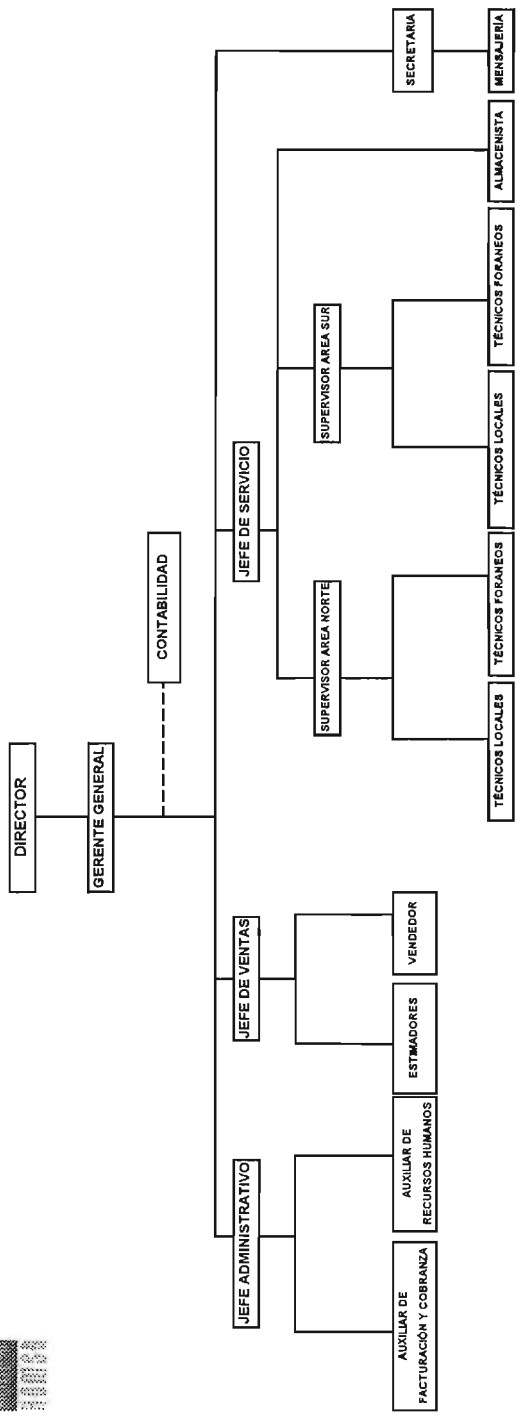 DIRECTOR
GERENTE GENERAL
CONTABILIDAD
JEFE ADMINISTRATIVO
JEFE DE VENTAS
JEFE DE SERVICIO
SUPERVISOR AREA NORTE
SUPERVISOR AREA SUR
AUXILIAR DE
FACTURACIÓN Y COBRANZA
AUXILIAR DE
RECURSOS HUMANOS
ESTIMADORES
VENDEDOR
SECRETARIA
TÉCNICOS LOCALES
TÉCNICOS FORANEOS
TÉCNICOS LOCALES
TÉCNICOS FORANEOS
ALMACENISTA
MENSAJERÍA